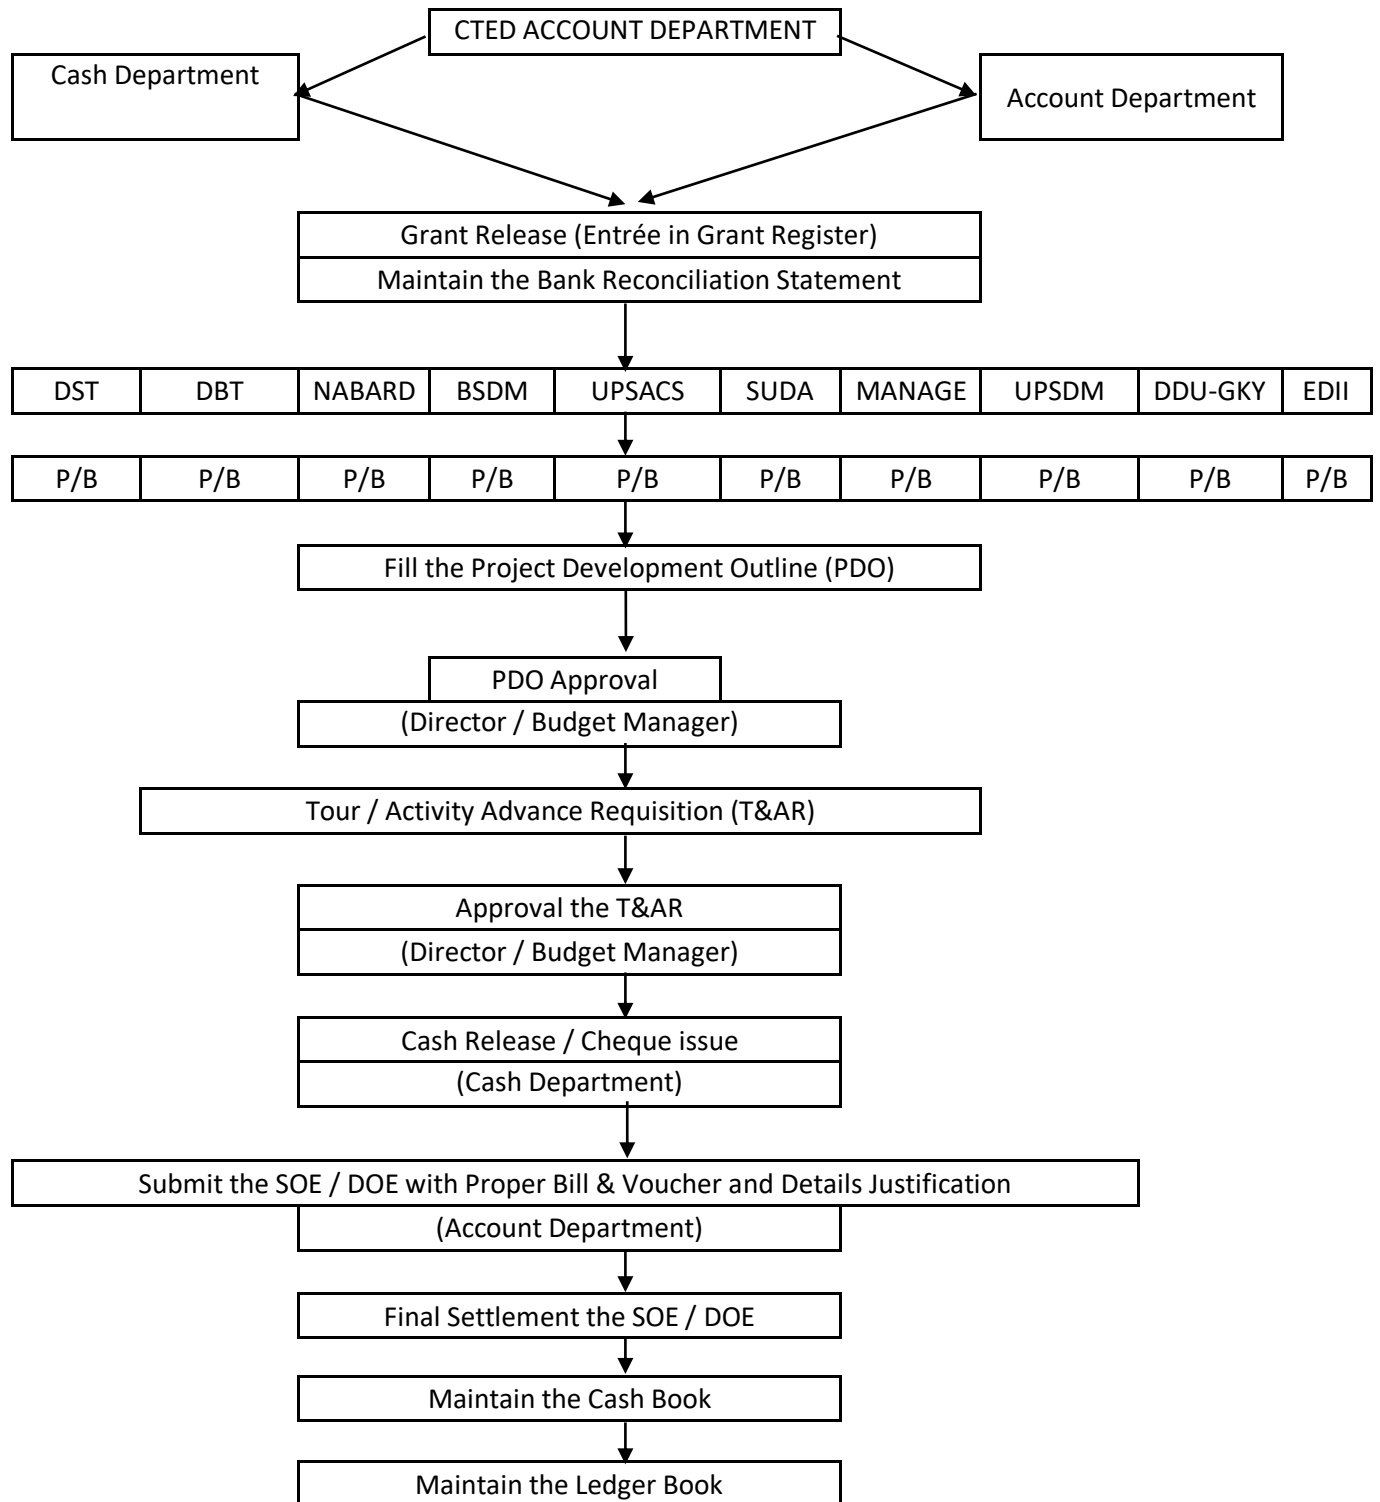 CTED ACCOUNT DEPARTMENT
Cash Department
Account Department
Grant Release (Entrée in Grant Register)
Maintain the Bank Reconciliation Statement
DST DBT NABARD BSDM UPSACS SUDA MANAGE UPSDM DDU-GKY EDII
P/B P/B P/B P/B P/B P/B P/B P/B P/B P/B
Fill the Project Development Outline (PDO)
PDO Approval
(Director / Budget Manager)
Tour / Activity Advance Requisition (T&AR)
Approval the T&AR
(Director / Budget Manager)
Cash Release / Cheque issue
(Cash Department)
Submit the SOE / DOE with Proper Bill & Voucher and Details Justification
(Account Department)
Final Settlement the SOE / DOE
Maintain the Cash Book
Maintain the Ledger Book